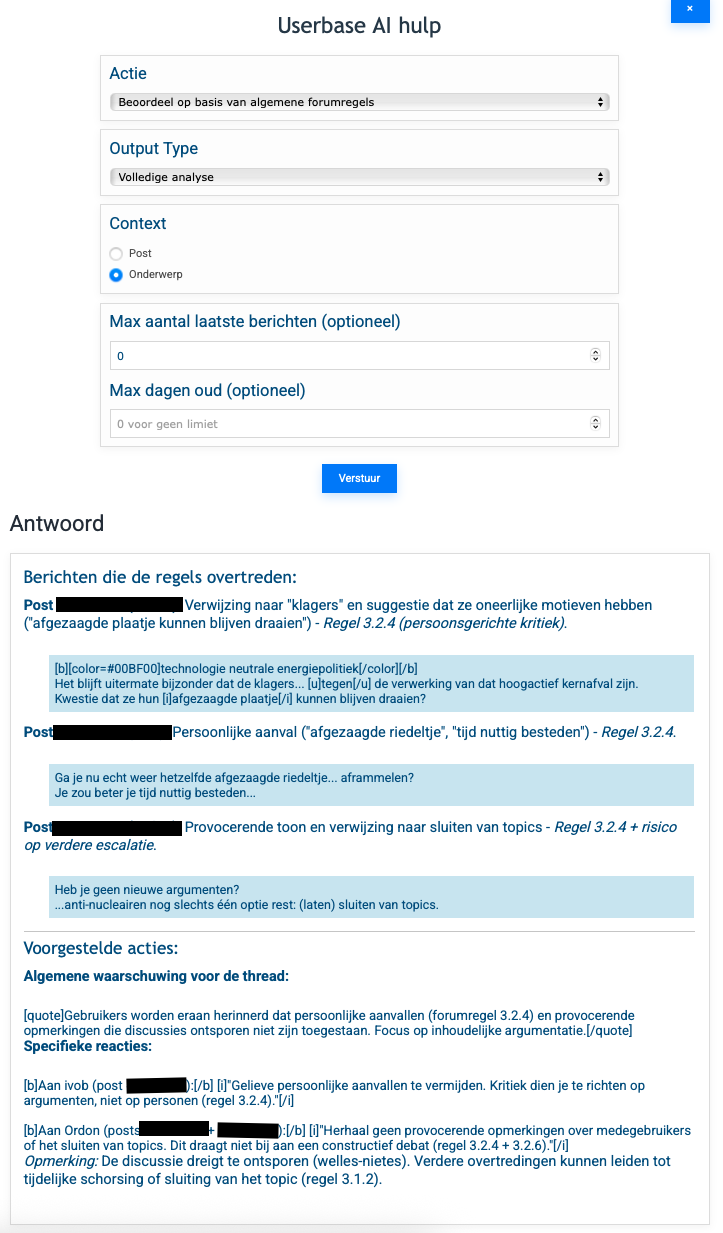 ×
Userbase AI hulp
Actie
Beoordeel op basis van algemene forumregels
Output Type
Volledige analyse
Context
Post
Onderwerp
Max aantal laatste berichten (optioneel)
0
Max dagen oud (optioneel)
0 voor geen limiet
Verstuur
Antwoord
Berichten die de regels overtreden:
Post Verwijzing naar "klagers" en suggestie dat ze oneerlijke motieven hebben
("afgezaagde plaatje kunnen blijven draaien") - Regel 3.2.4 (persoonsgerichte kritiek).
[b][color=#00BF00]technologie neutrale energiepolitiek[/color][/b]
Het blijft uitermate bijzonder dat de klagers... [u]tegen[/u] de verwerking van dat hoogactief kernafval zijn.
Kwestie dat ze hun [i]afgezaagde plaatje[/i] kunnen blijven draaien?
Post Persoonlijke aanval ("afgezaagde riedeltje", "tijd nuttig besteden") - Regel 3.2.4.
Ga je nu echt weer hetzelfde afgezaagde riedeltje... aframmelen?
Je zou beter je tijd nuttig besteden...
Post Provocerende toon en verwijzing naar sluiten van topics - Regel 3.2.4 + risico
op verdere escalatie.
Heb je geen nieuwe argumenten?
...anti-nucleairen nog slechts één optie rest: (laten) sluiten van topics.
Voorgestelde acties:
Algemene waarschuwing voor de thread:
[quote]Gebruikers worden eraan herinnerd dat persoonlijke aanvallen (forumregel 3.2.4) en provocerende
opmerkingen die discussies ontsporen niet zijn toegestaan. Focus op inhoudelijke argumentatie.[/quote]
Specifieke reacties:
[b]Aan ivob (post ):[/b] [i]"Gelieve persoonlijke aanvallen te vermijden. Kritiek dien je te richten op
argumenten, niet op personen (regel 3.2.4)."[/i]
[b]Aan Ordon (posts + ):[/b] [i]"Herhaal geen provocerende opmerkingen over medegebruikers
of het sluiten van topics. Dit draagt niet bij aan een constructief debat (regel 3.2.4 + 3.2.6)."[/i]
Opmerking: De discussie dreigt te ontsporen (welles-nietes). Verdere overtredingen kunnen leiden tot
tijdelijke schorsing of sluiting van het topic (regel 3.1.2).